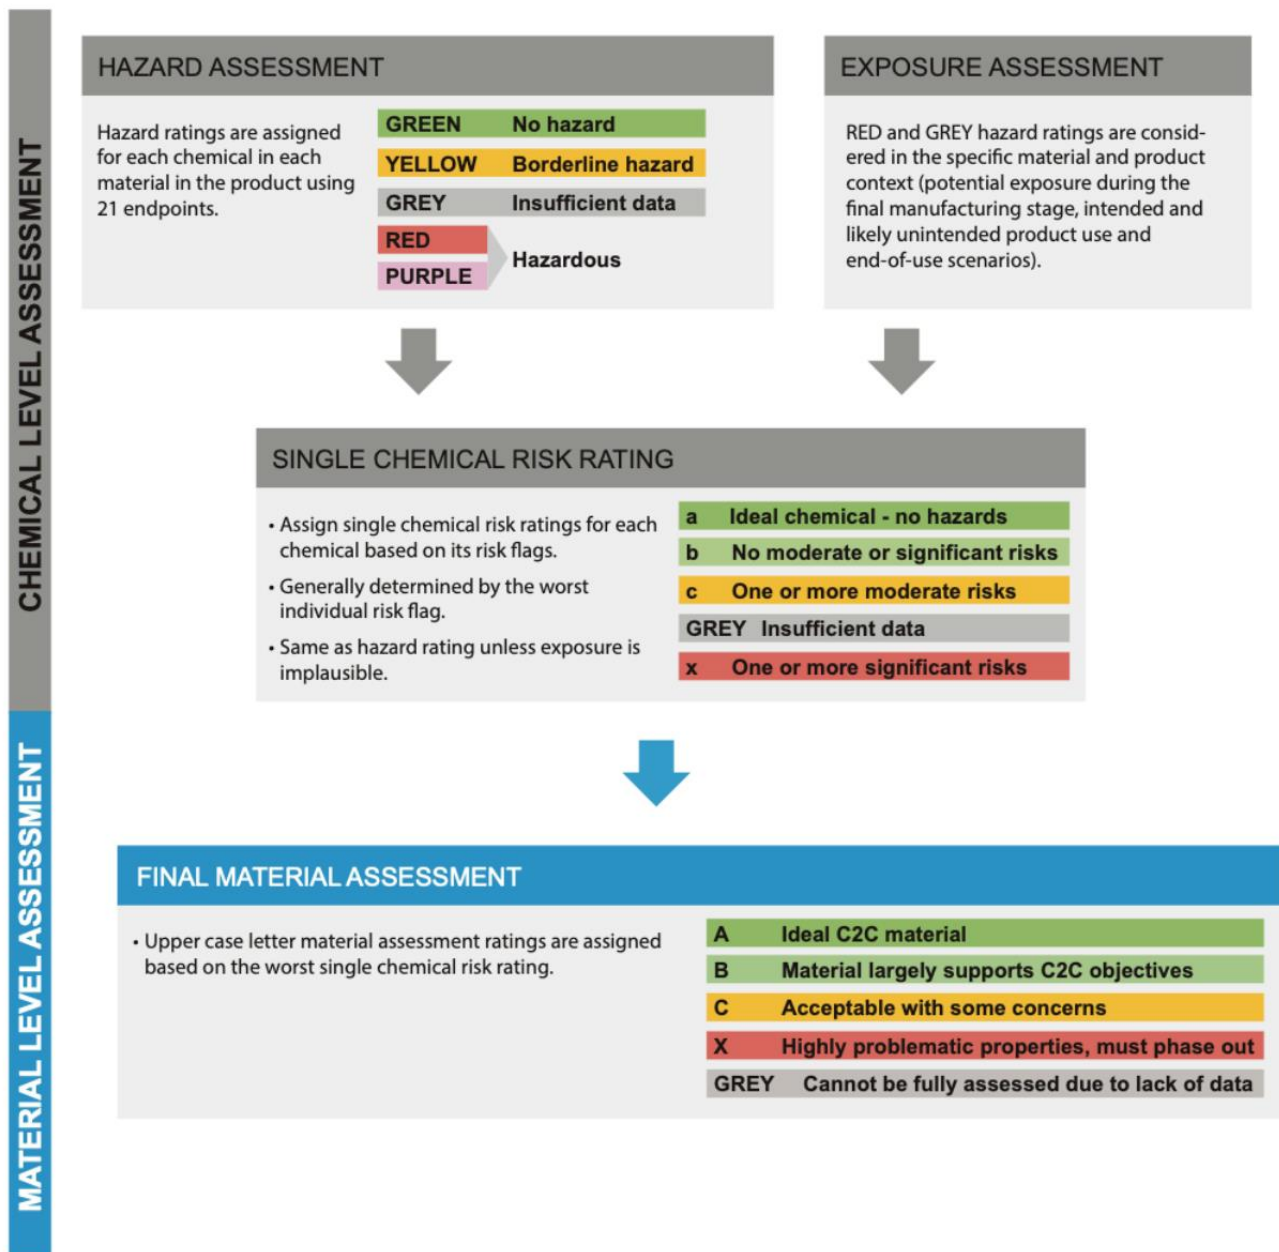 CHEMICAL LEVEL ASSESSMENT
HAZARD ASSESSMENT
Hazard ratings are assigned
for each chemical in each
material in the product using
21 endpoints.
GREEN No hazard
YELLOW Borderline hazard
GREY Insufficient data
RED
PURPLE
Hazardous
EXPOSURE ASSESSMENT
RED and GREY hazard ratings are consid-
ered in the specific material and product
context (potential exposure during the
final manufacturing stage, intended and
likely unintended product use and
end-of-use scenarios).
SINGLE CHEMICAL RISK RATING
• Assign single chemical risk ratings for each
chemical based on its risk flags.
• Generally determined by the worst
individual risk flag.
• Same as hazard rating unless exposure is
implausible.
a Ideal chemical - no hazards
b No moderate or significant risks
c One or more moderate risks
GREY Insufficient data
x One or more significant risks
MATERIAL LEVEL ASSESSMENT
FINAL MATERIAL ASSESSMENT
• Upper case letter material assessment ratings are assigned
based on the worst single chemical risk rating.
A Ideal C2C material
B Material largely supports C2C objectives
C Acceptable with some concerns
X Highly problematic properties, must phase out
GREY Cannot be fully assessed due to lack of data